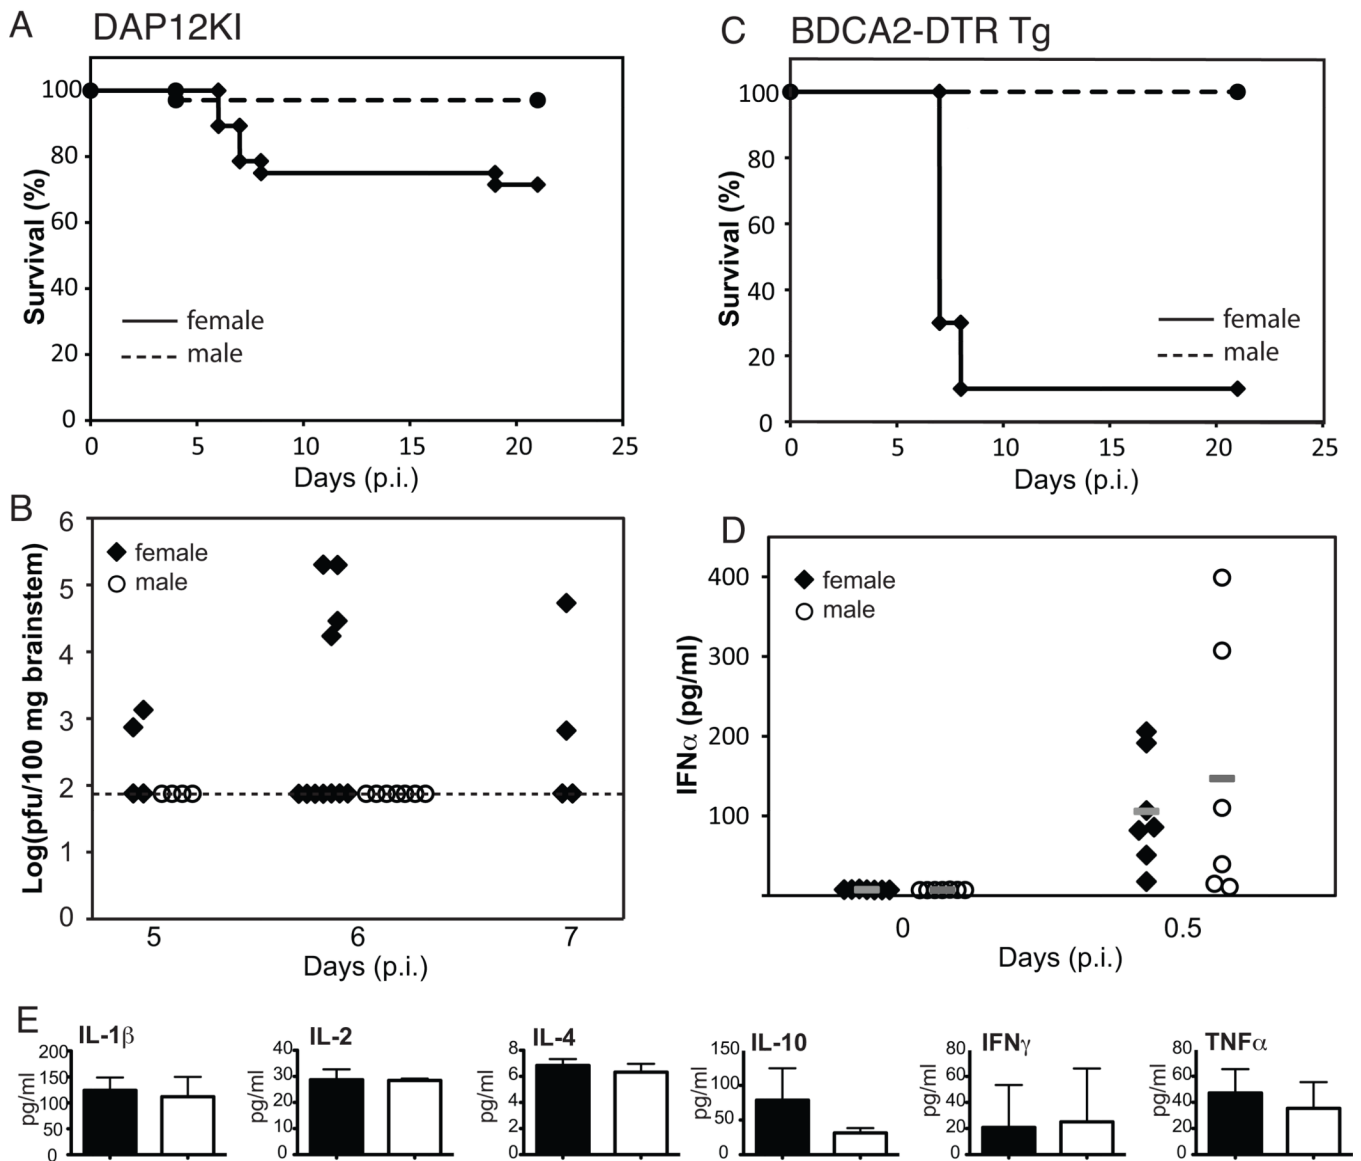 A DAP12KI
100
80
60
40
20
0
Survival (%)
female
male
0 5 10 15 20 25
Days (p.i.)
C BDCA2-DTR Tg
100
80
60
40
20
0
Survival (%)
female
male
0 5 10 15 20 25
Days (p.i.)
B
6
5
4
3
2
1
0
Log(pfu/100 mg brainstem)
female
male
5 6 7
Days (p.i.)
D
400
300
200
100
IFNα (pg/ml)
female
male
0 0.5
Days (p.i.)
E
IL-1β
200
150
100
50
0
pg/ml
IL-2
40
30
20
10
0
pg/ml
IL-4
8
6
4
2
0
pg/ml
IL-10
150
100
50
0
pg/ml
IFNγ
80
60
40
20
0
pg/ml
TNFα
80
60
40
20
0
pg/ml